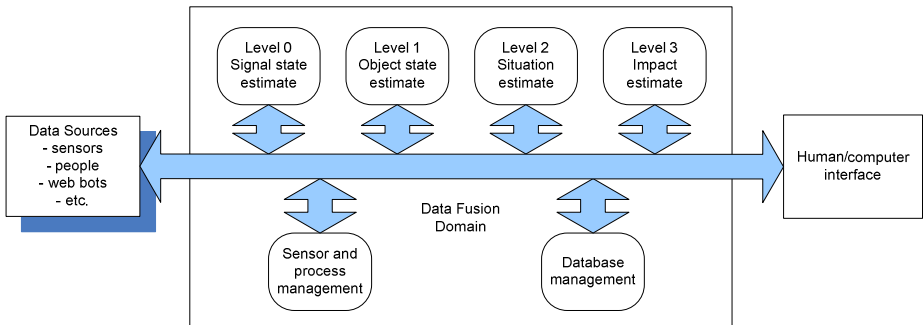 Level 0
Signal state
estimate
Level 1
Object state
estimate
Level 2
Situation
estimate
Level 3
Impact
estimate
Data Sources
- sensors
- people
- web bots
- etc.
Human/computer
interface
Data Fusion
Domain
Sensor and
process
management
Database
management